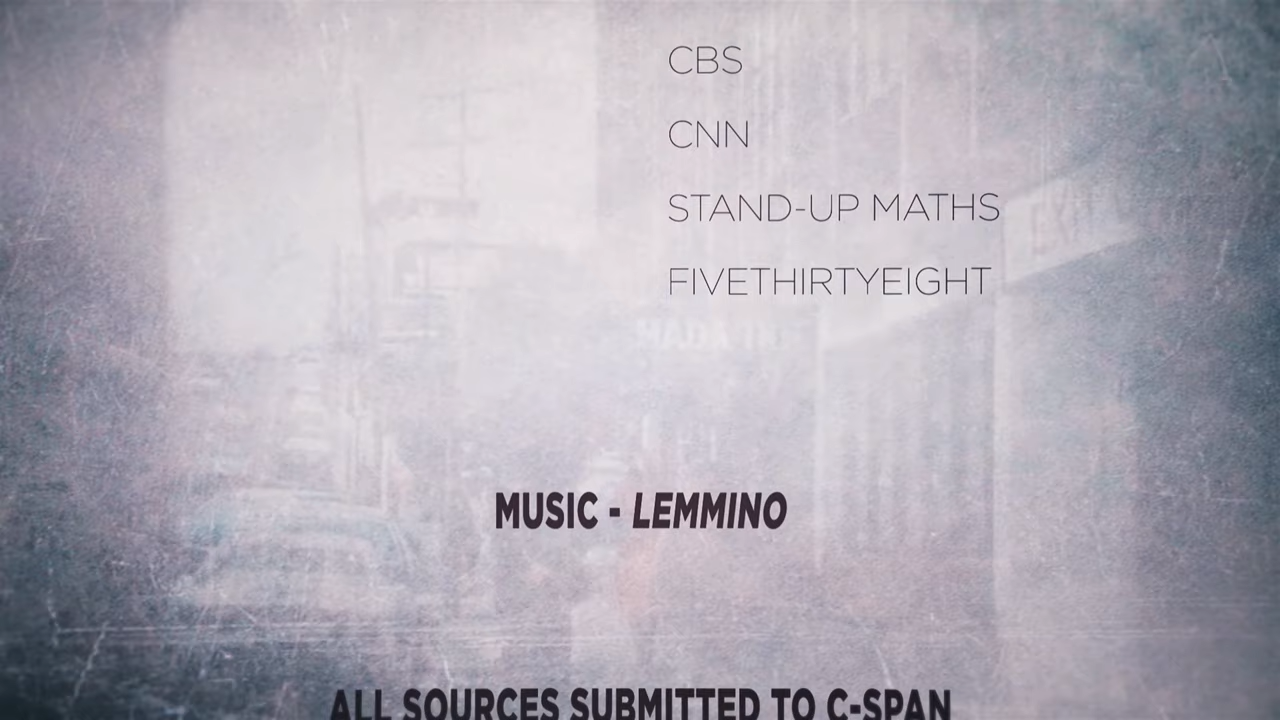 CBS
CNN
STAND-UP MATHS
FIVETHIRTYEIGHT
MUSIC - LEMMINO
ALL SOURCES SUBMITTED TO C-SPAN